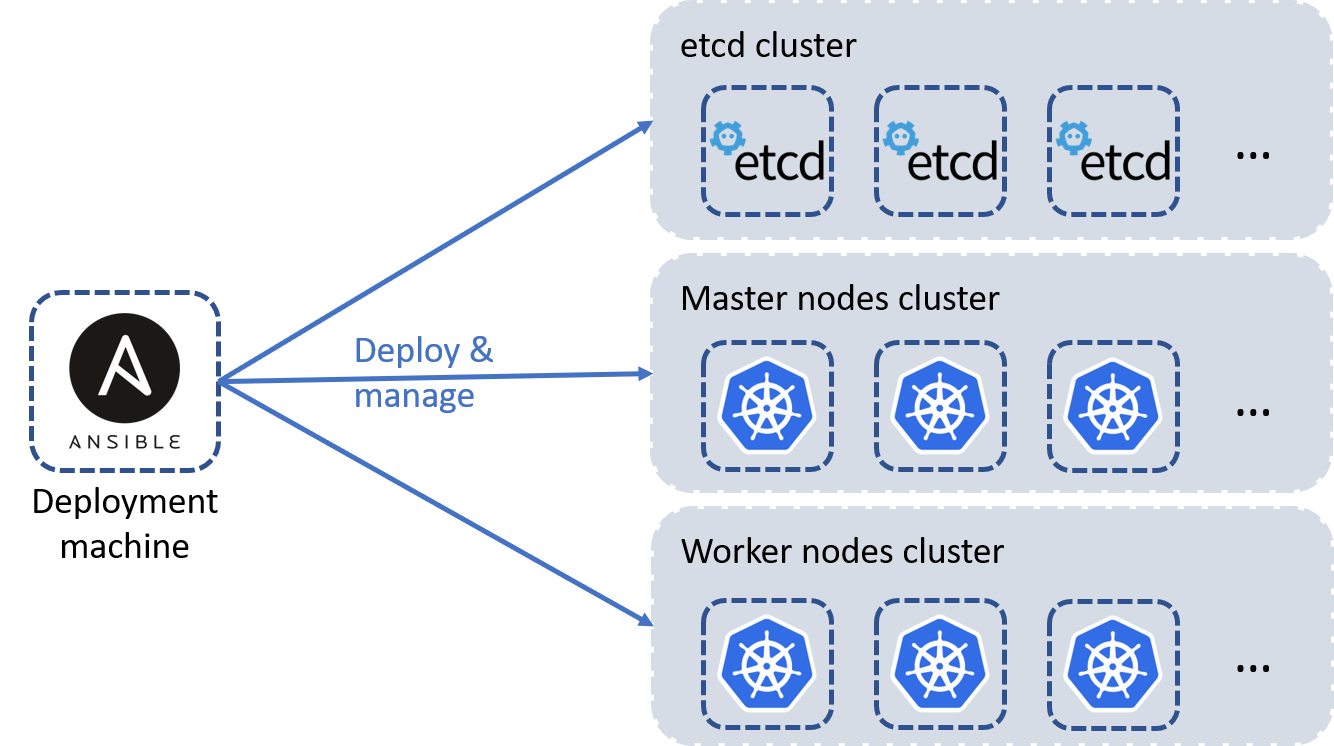 etcd cluster
etcd
etcd
etcd
...
Master nodes cluster
...
Deploy &
manage
ANSIBLE
Deployment
machine
Worker nodes cluster
...